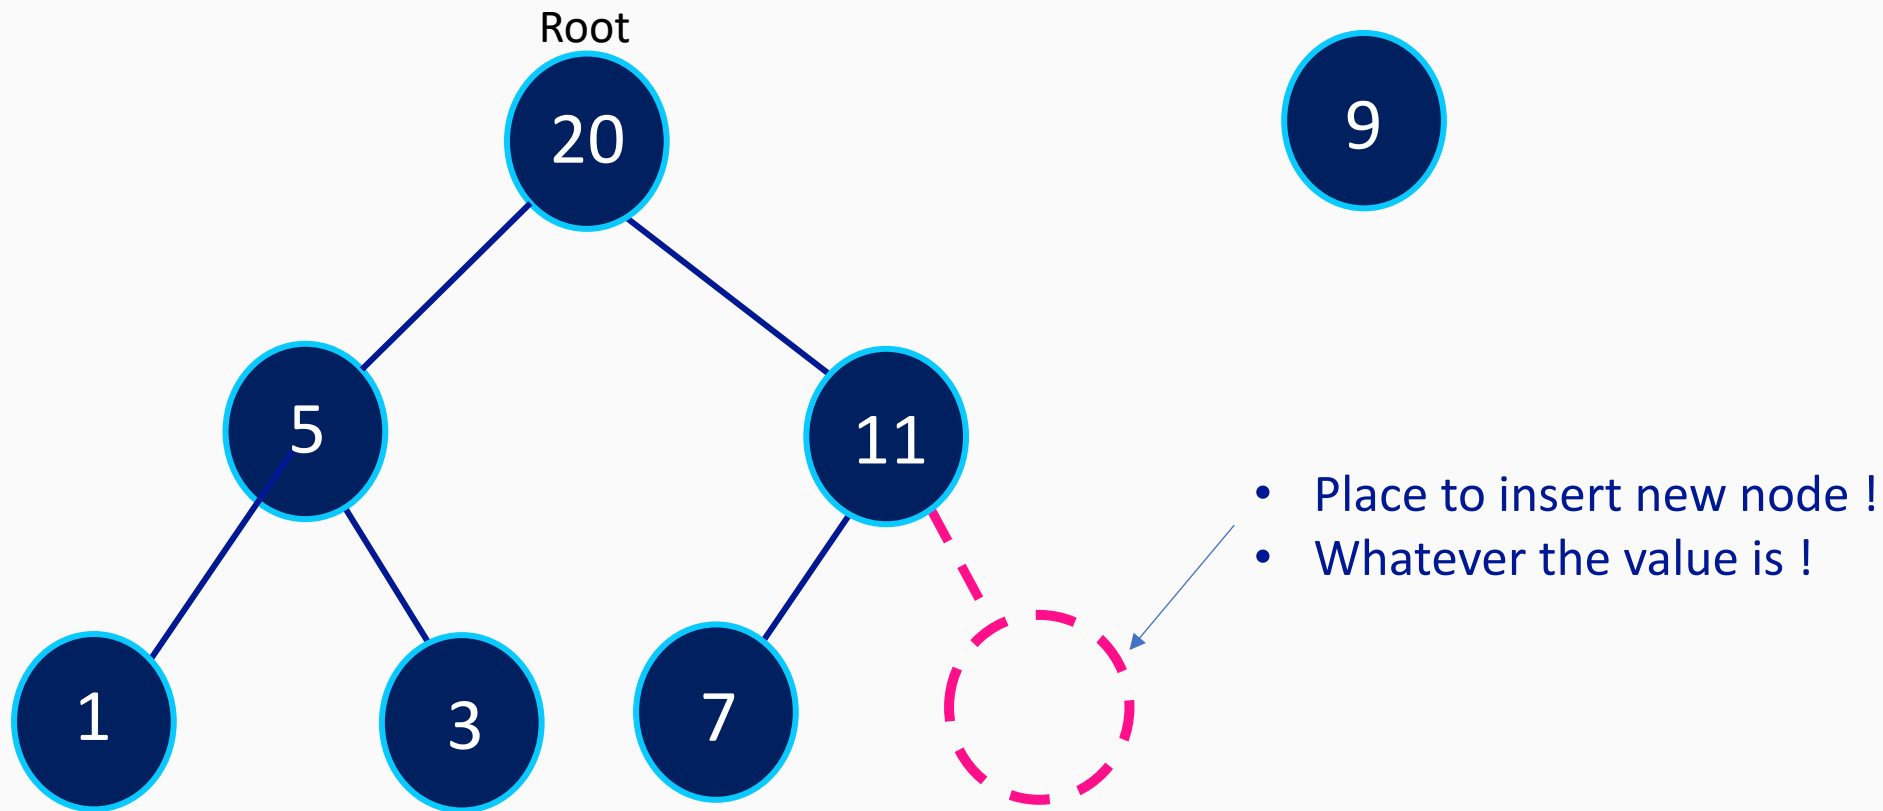 Root
20
9
5
11
• Place to insert new node !
• Whatever the value is !
1
3
7